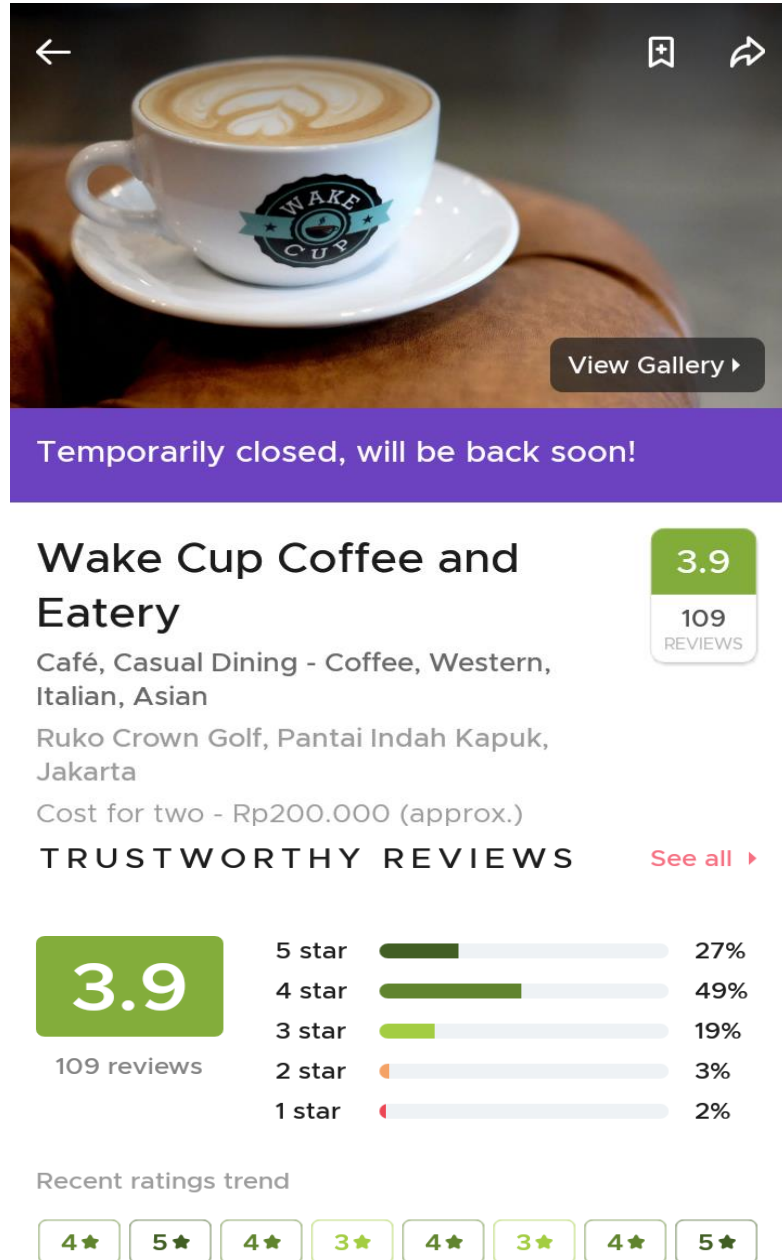 WAKE
CUP
View Gallery
Temporarily closed, will be back soon!
Wake Cup Coffee and
Eatery
3.9
109
REVIEWS
Café, Casual Dining - Coffee, Western,
Italian, Asian
Ruko Crown Golf, Pantai Indah Kapuk,
Jakarta
Cost for two - Rp200.000 (approx.)
TRUSTWORTHY REVIEWS See all
3.9
109 reviews
5 star 27%
4 star 49%
3 star 19%
2 star 3%
1 star 2%
Recent ratings trend
4★ 5★ 4★ 3★ 4★ 3★ 4★ 5★